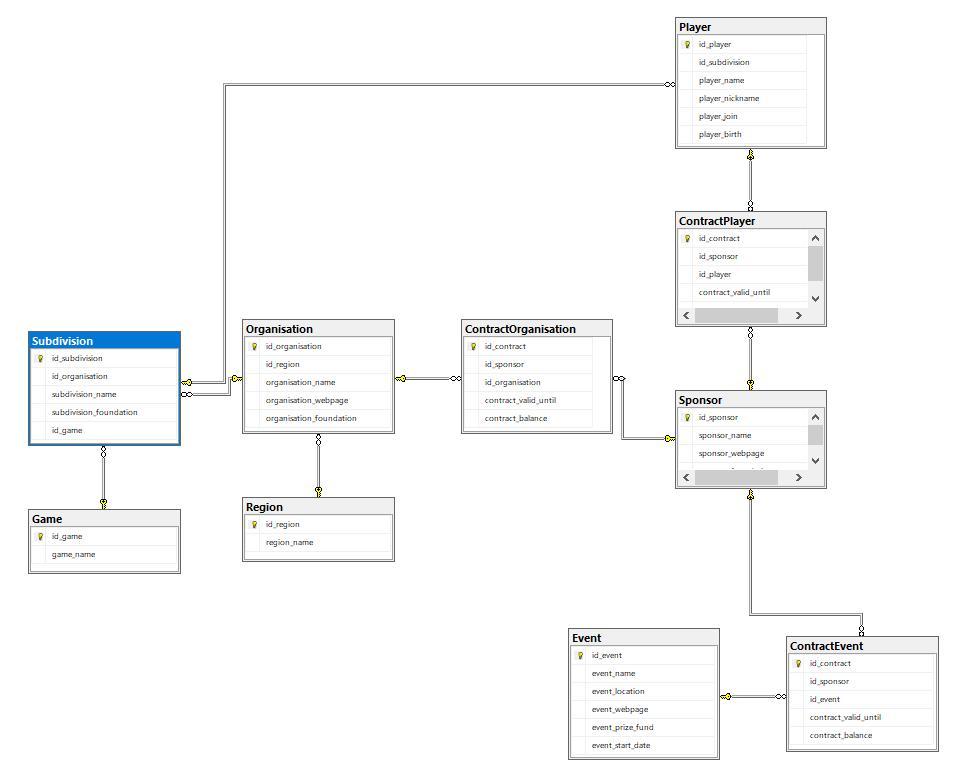 Player
id_player
id_subdivision
player_name
player_nickname
player_join
player_birth
ContractPlayer
id_contract
id_sponsor
id_player
contract_valid_until
Subdivision
id_subdivision
id_organisation
subdivision_name
subdivision_foundation
id_game
Organisation
id_organisation
id_region
organisation_name
organisation_webpage
organisation_foundation
ContractOrganisation
id_contract
id_sponsor
id_organisation
contract_valid_until
contract_balance
Sponsor
id_sponsor
sponsor_name
sponsor_webpage
Game
id_game
game_name
Region
id_region
region_name
Event
id_event
event_name
event_location
event_webpage
event_prize_fund
event_start_date
ContractEvent
id_contract
id_sponsor
id_event
contract_valid_until
contract_balance